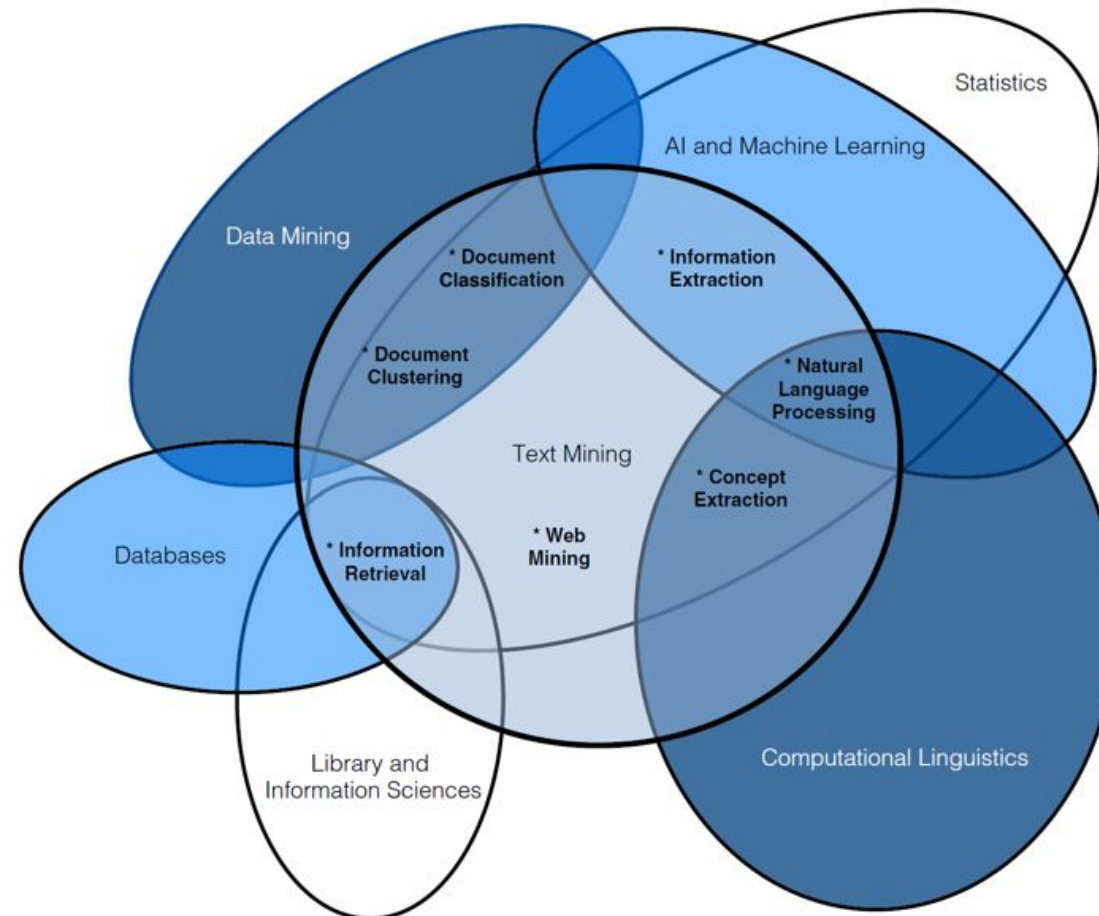 Statistics
AI and Machine Learning
Data Mining
* Document
Classification
* Information
Extraction
* Document
Clustering
* Natural
Language
Processing
Text Mining
* Concept
Extraction
* Web
Mining
Databases
* Information
Retrieval
Library and
Information Sciences
Computational Linguistics